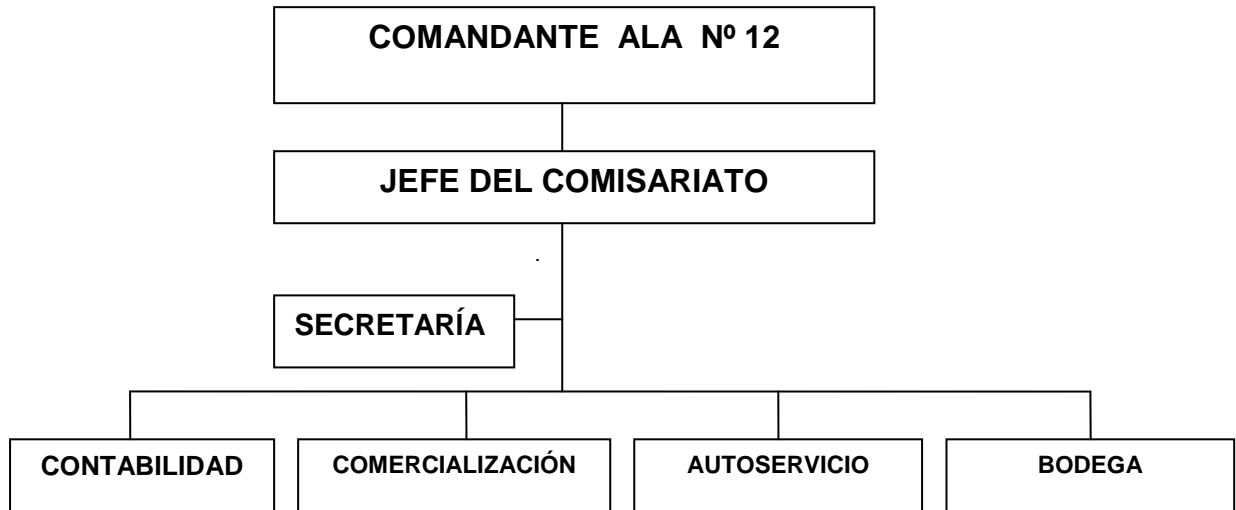 COMANDANTE ALA Nº 12
JEFE DEL COMISARIATO
SECRETARÍA
CONTABILIDAD
COMERCIALIZACIÓN
AUTOSERVICIO
BODEGA